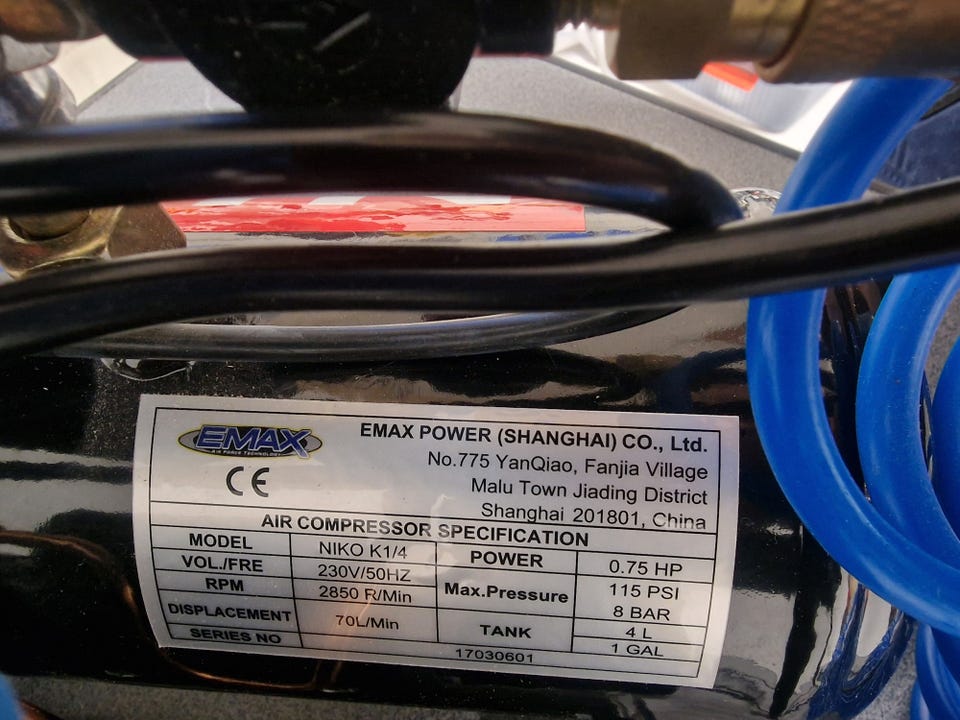 EMAX
AIR POWER TECHNOLOGY
CE
EMAX POWER (SHANGHAI) CO., Ltd.
No.775 YanQiao, Fanjia Village
Malu Town Jiading District
Shanghai 201801, China
AIR COMPRESSOR SPECIFICATION
MODEL NIKO K1/4 POWER 0.75 HP
VOL./FRE 230V/50HZ
RPM 2850 R/Min Max.Pressure 115 PSI
8 BAR
DISPLACEMENT 70L/Min TANK 4 L
1 GAL
SERIES NO 17030601